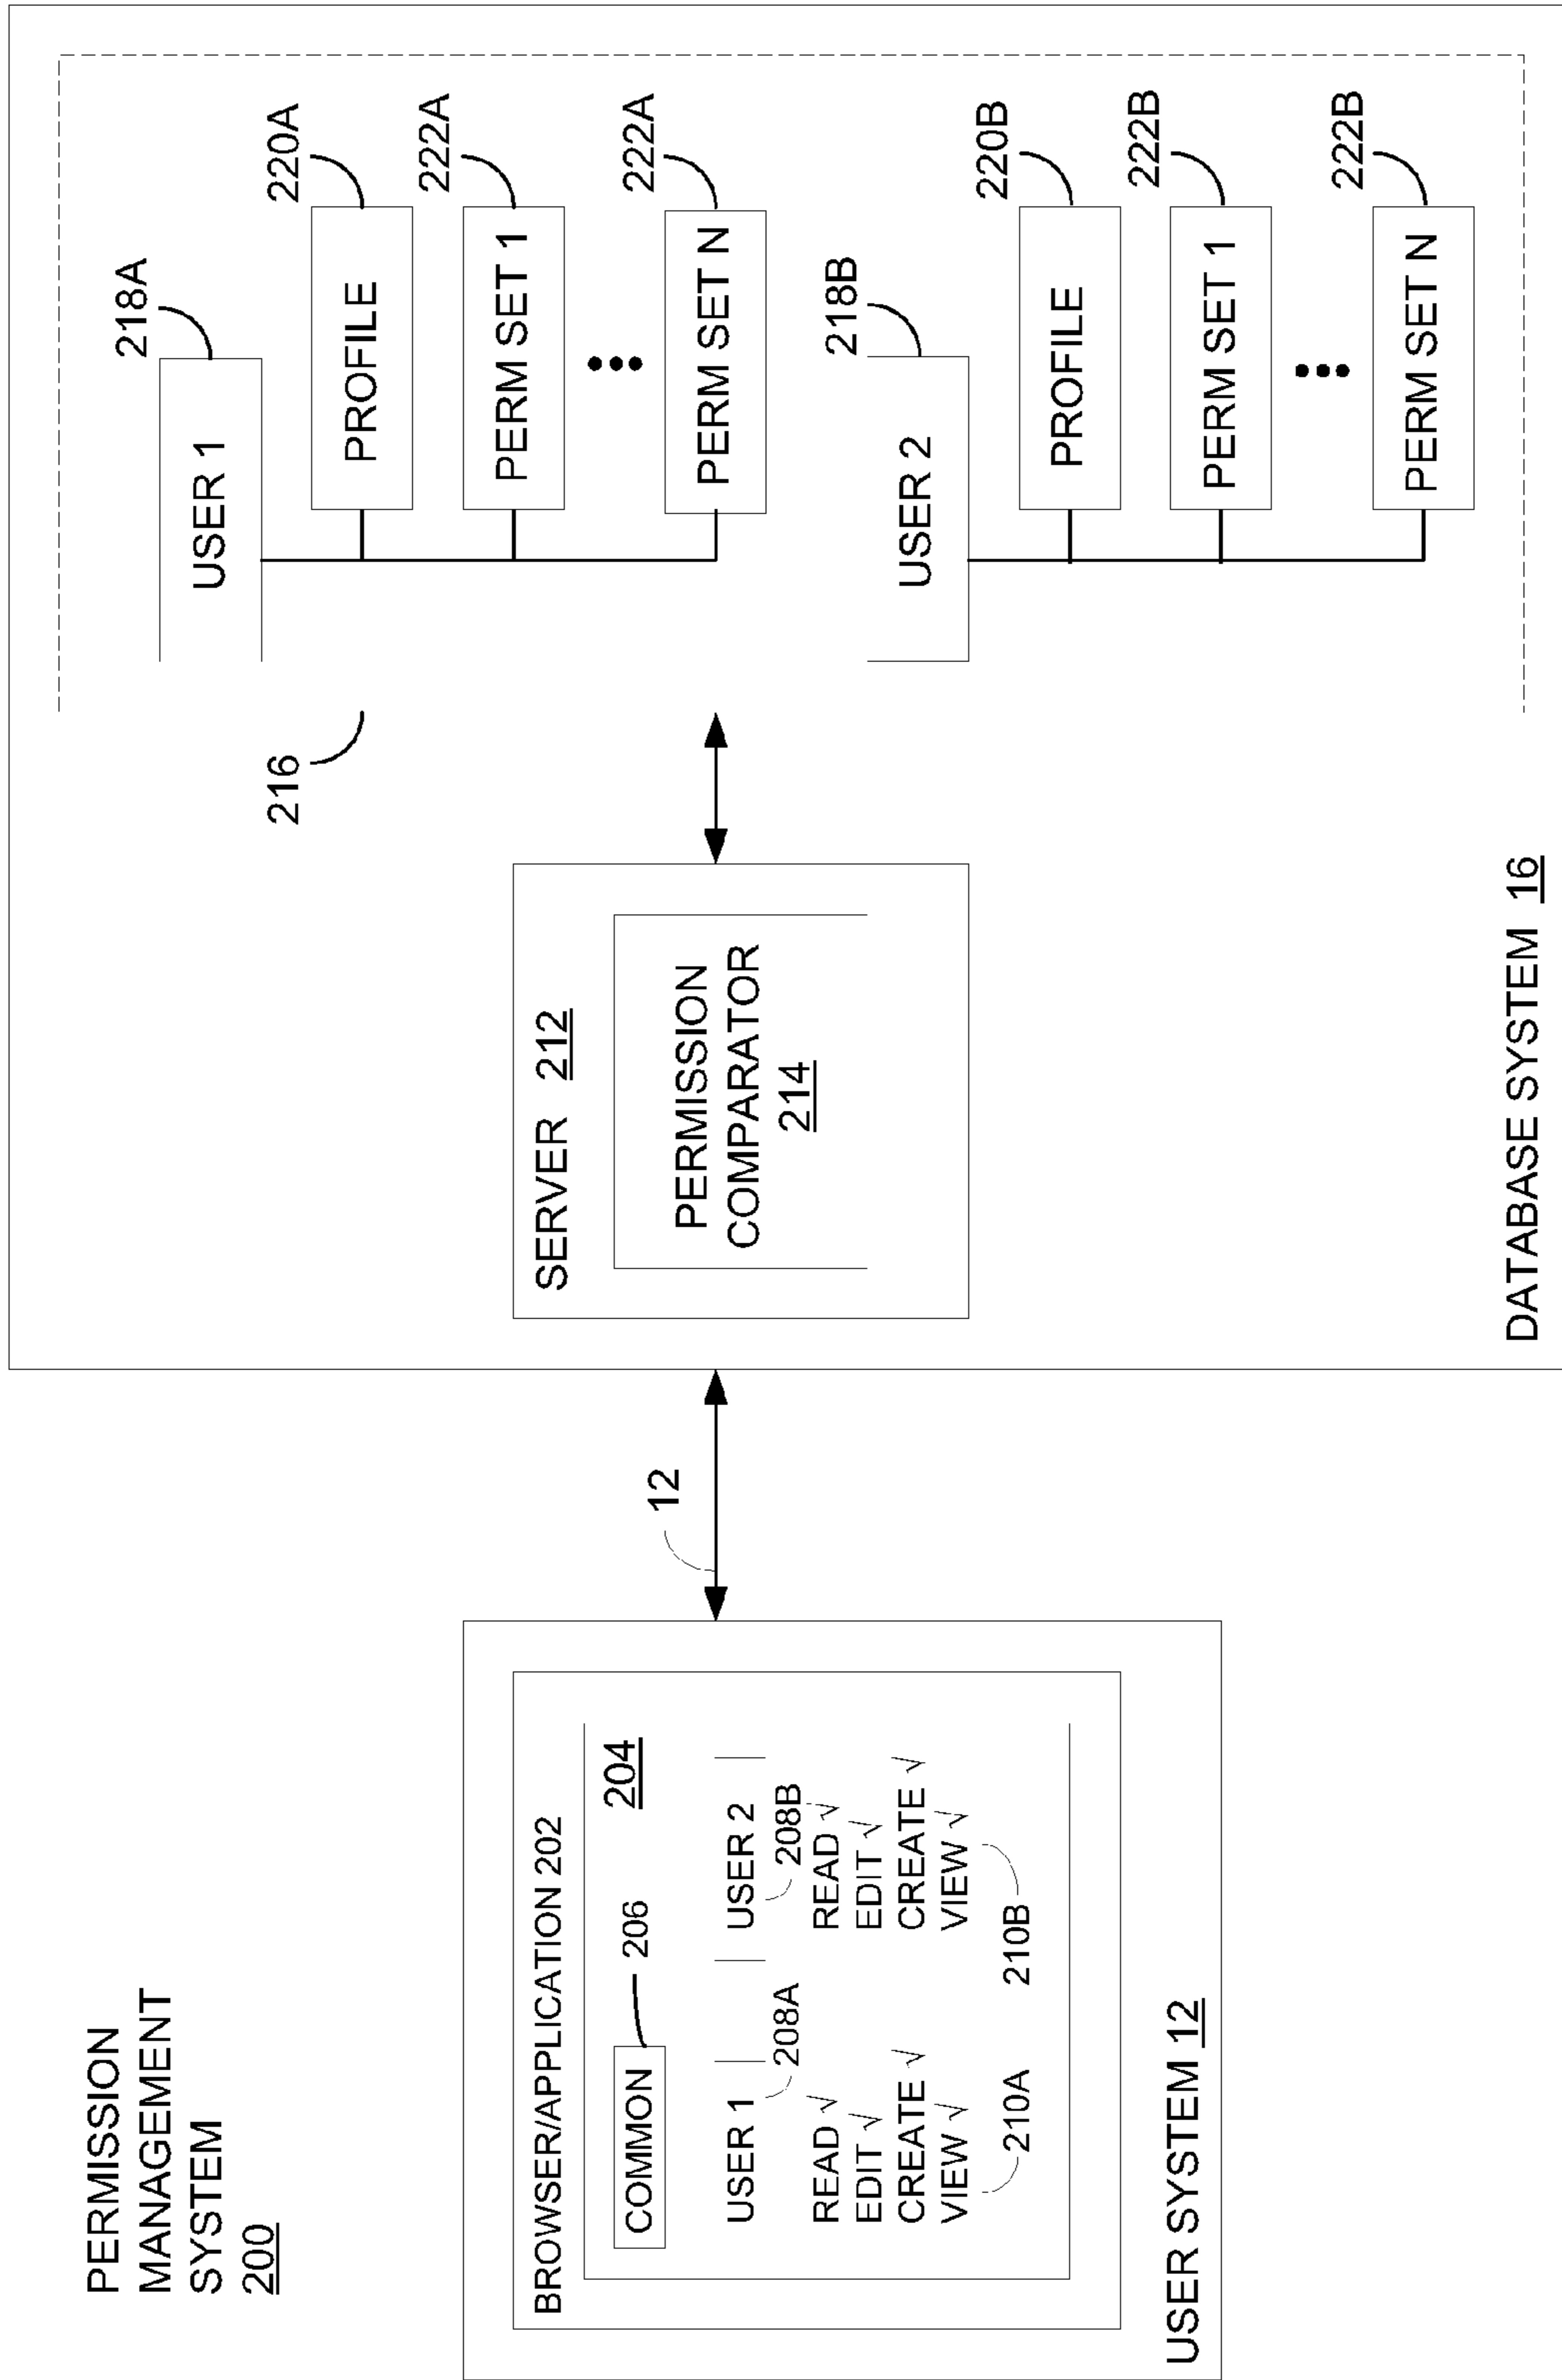 PERMISSION
MANAGEMENT
SYSTEM
200
BROWSER/APPLICATION 202
COMMON
206
204
USER 1
208A
READ √
EDIT √
CREATE √
VIEW √
210A
USER 2
208B
READ √
EDIT √
CREATE √
VIEW √
210B
USER SYSTEM 12
12
SERVER 212
PERMISSION
COMPARATOR
214
216
USER 1
218A
PROFILE
220A
PERM SET 1
222A
PERM SET N
222A
USER 2
218B
PROFILE
220B
PERM SET 1
222B
PERM SET N
222B
DATABASE SYSTEM 16